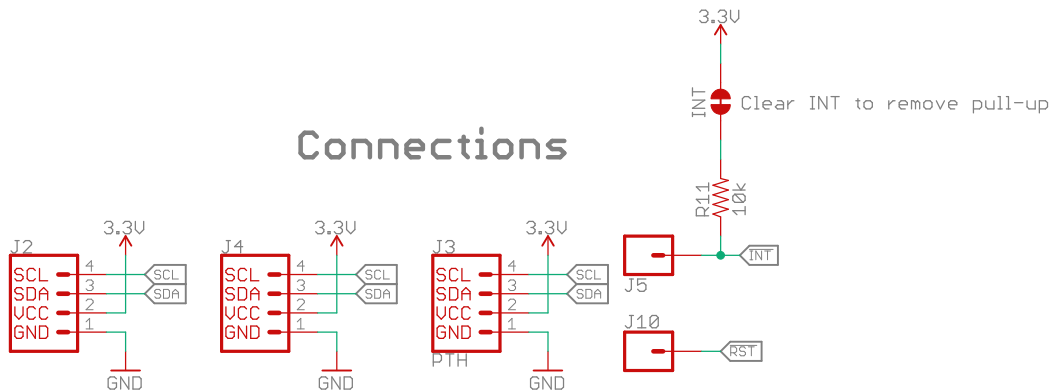 3.3V
INT
Clear INT to remove pull-up
Connections
R11
10k
3.3V
3.3V
3.3V
J2
SCL 4 SCL
SDA 3 SDA
VCC 2
GND 1
GND
J4
SCL 4 SCL
SDA 3 SDA
VCC 2
GND 1
GND
J3
SCL 4 SCL
SDA 3 SDA
VCC 2
GND 1
PTH
GND
INT
J5
J10
RST